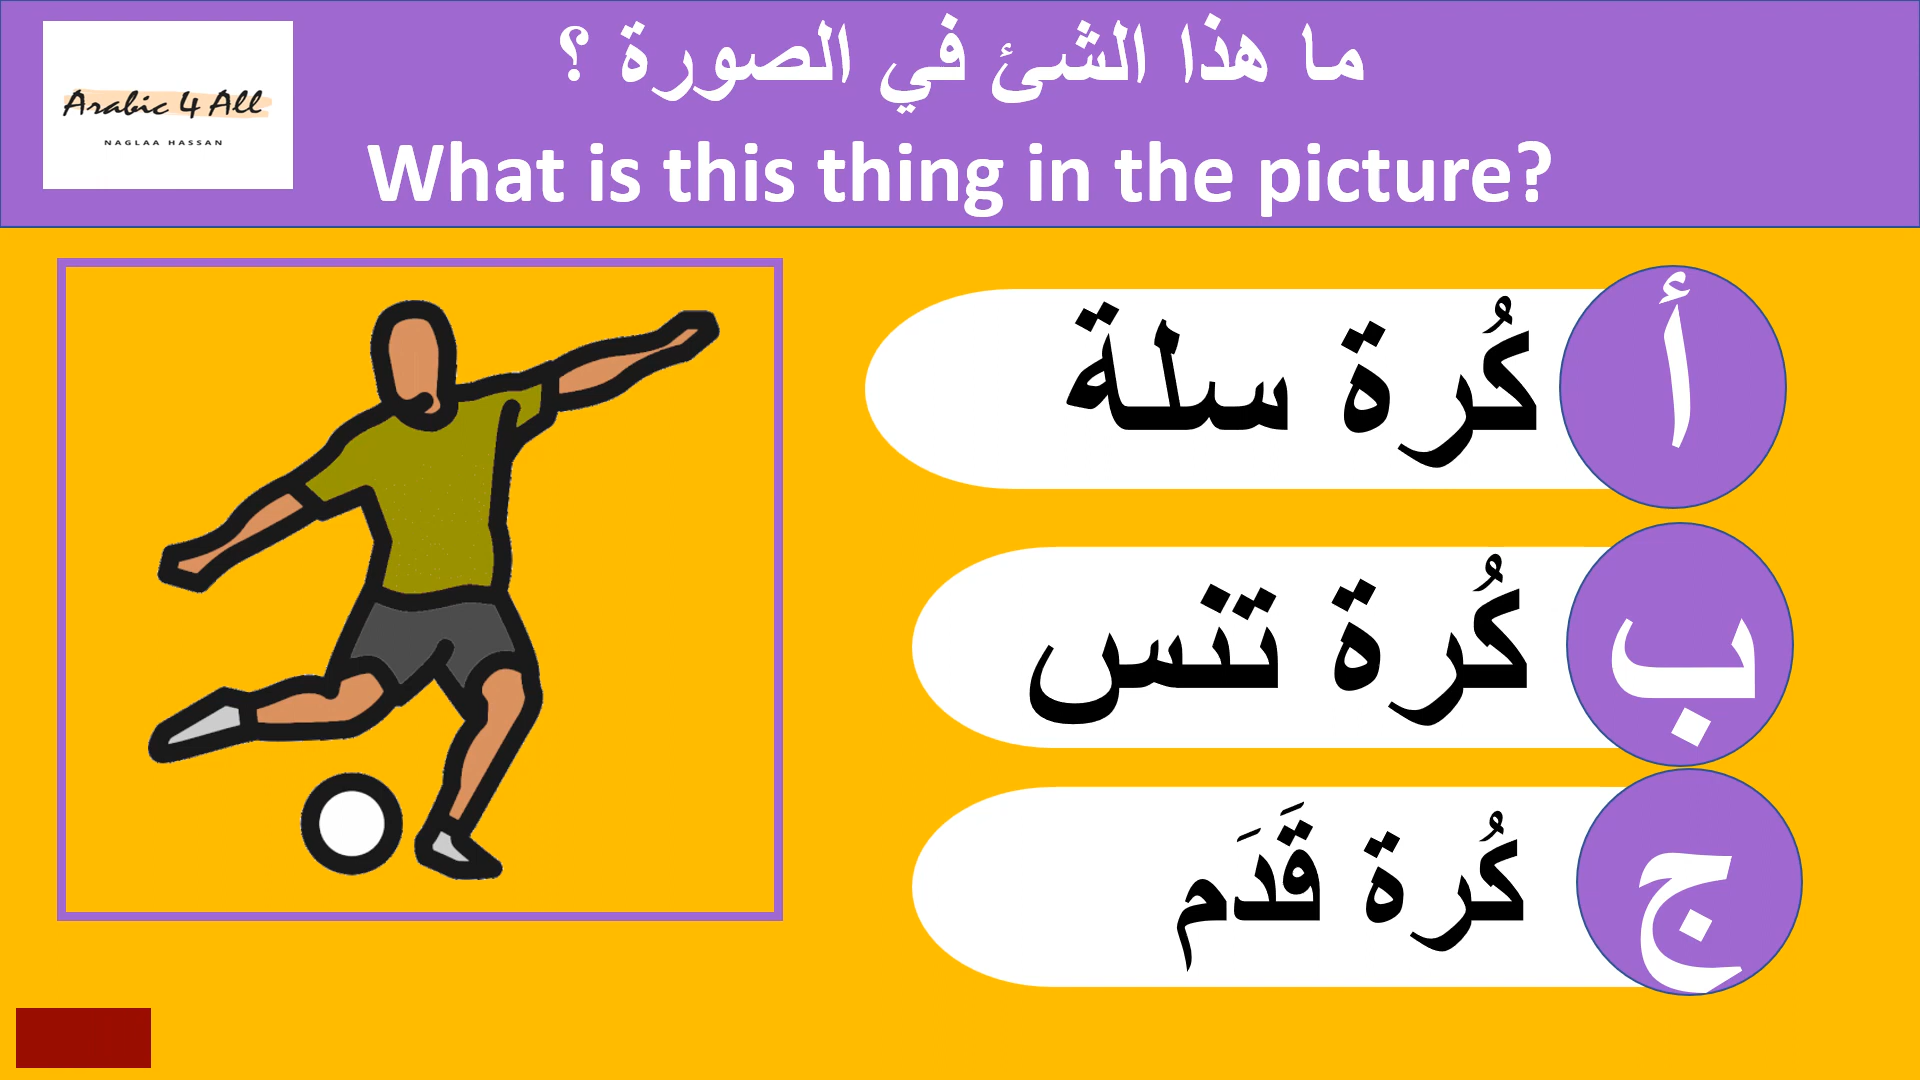 ما هذا الشئ في الصورة ؟
What is this thing in the picture?
Arabic 4 All
NAGLAA HASSAN
أ
كُرة سلة
ب
كُرة تنس
ج
كُرة قَدَم